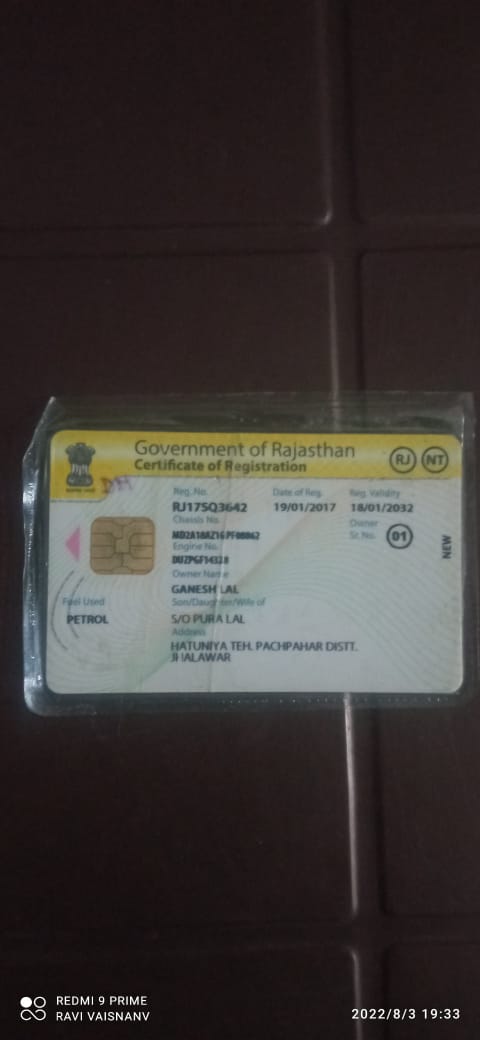 Government of Rajasthan
Certificate of Registration
RJ NT
Reg. No. Date of Reg. Reg. Validity
RJ17SQ3642 19/01/2017 18/01/2032
Chassis No. Owner
Sr. No. 01
Engine No.
NEW
Owner Name
GANESH LAL
Fuel Used Son/Daughter/Wife of
PETROL S/O PURA LAL
Address
HATUNIYA TEH. PACHPAHAR DISTT.
JHALAWAR
REDMI 9 PRIME
RAVI VAISNANV
2022/8/3 19:33